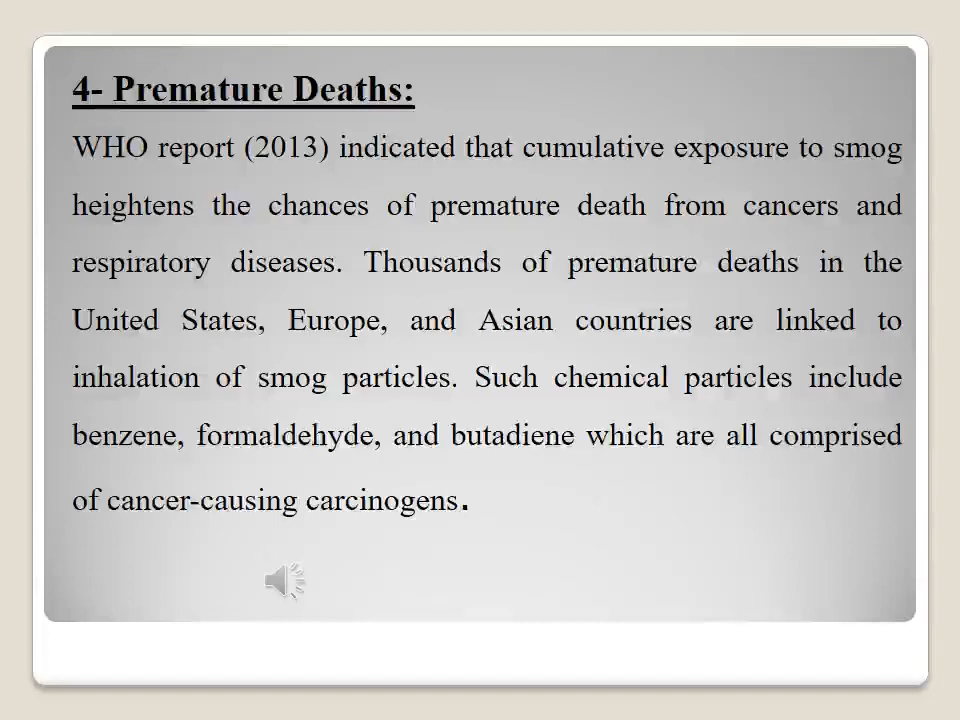 4- Premature Deaths:
WHO report (2013) indicated that cumulative exposure to smog
heightens the chances of premature death from cancers and
respiratory diseases. Thousands of premature deaths in the
United States, Europe, and Asian countries are linked to
inhalation of smog particles. Such chemical particles include
benzene, formaldehyde, and butadiene which are all comprised
of cancer-causing carcinogens.